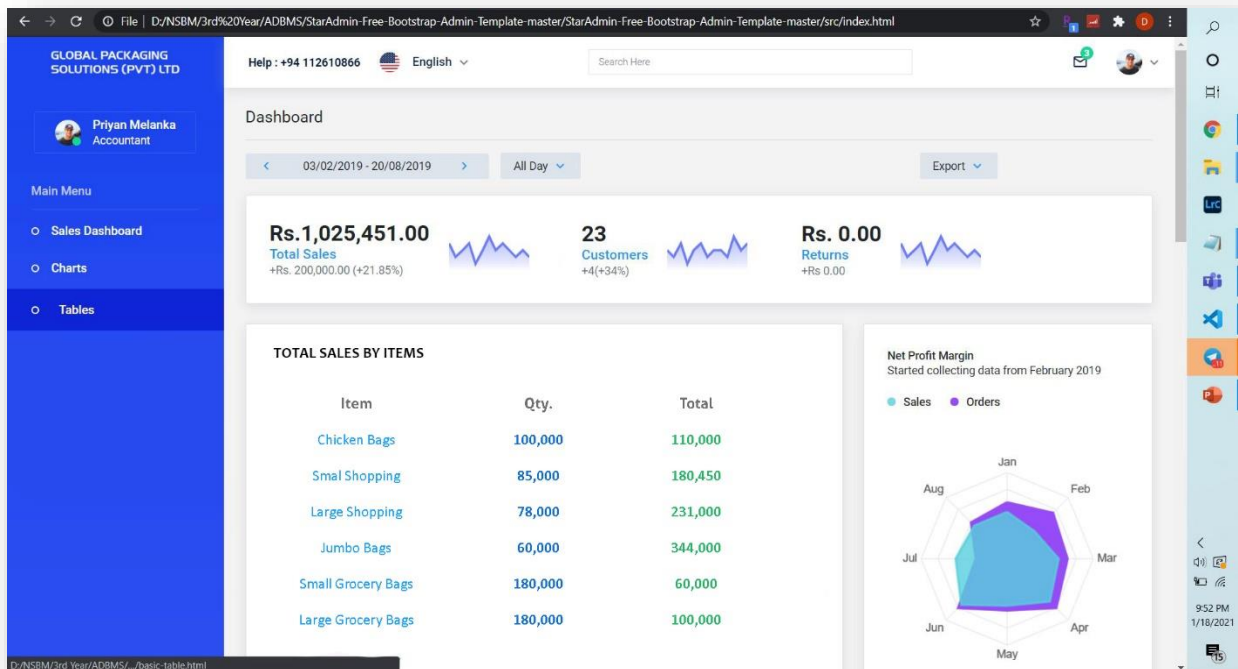 File | D:/NSBM/3rd%20Year/ADBMS/StarAdmin-Free-Bootstrap-Admin-Template-master/StarAdmin-Free-Bootstrap-Admin-Template-master/src/index.html
GLOBAL PACKAGING
SOLUTIONS (PVT) LTD
Help : +94 112610866 English Search Here 3
Priyan Melanka
Accountant
Main Menu
Sales Dashboard
Charts
Tables
Dashboard
03/02/2019 - 20/08/2019 All Day Export
Rs.1,025,451.00
Total Sales
+Rs. 200,000.00 (+21.85%)
23
Customers
+4(+34%)
Rs. 0.00
Returns
+Rs 0.00
TOTAL SALES BY ITEMS
Item Qty. Total
Chicken Bags 100,000 110,000
Smal Shopping 85,000 180,450
Large Shopping 78,000 231,000
Jumbo Bags 60,000 344,000
Small Grocery Bags 180,000 60,000
Large Grocery Bags 180,000 100,000
Net Profit Margin
Started collecting data from February 2019
Sales Orders
Jan
Feb
Mar
Apr
May
Jun
Jul
Aug
D:/NSBM/3rd Year/ADBMS/.../basic-table.html
D
1
LrC
9:52 PM
1/18/2021
15